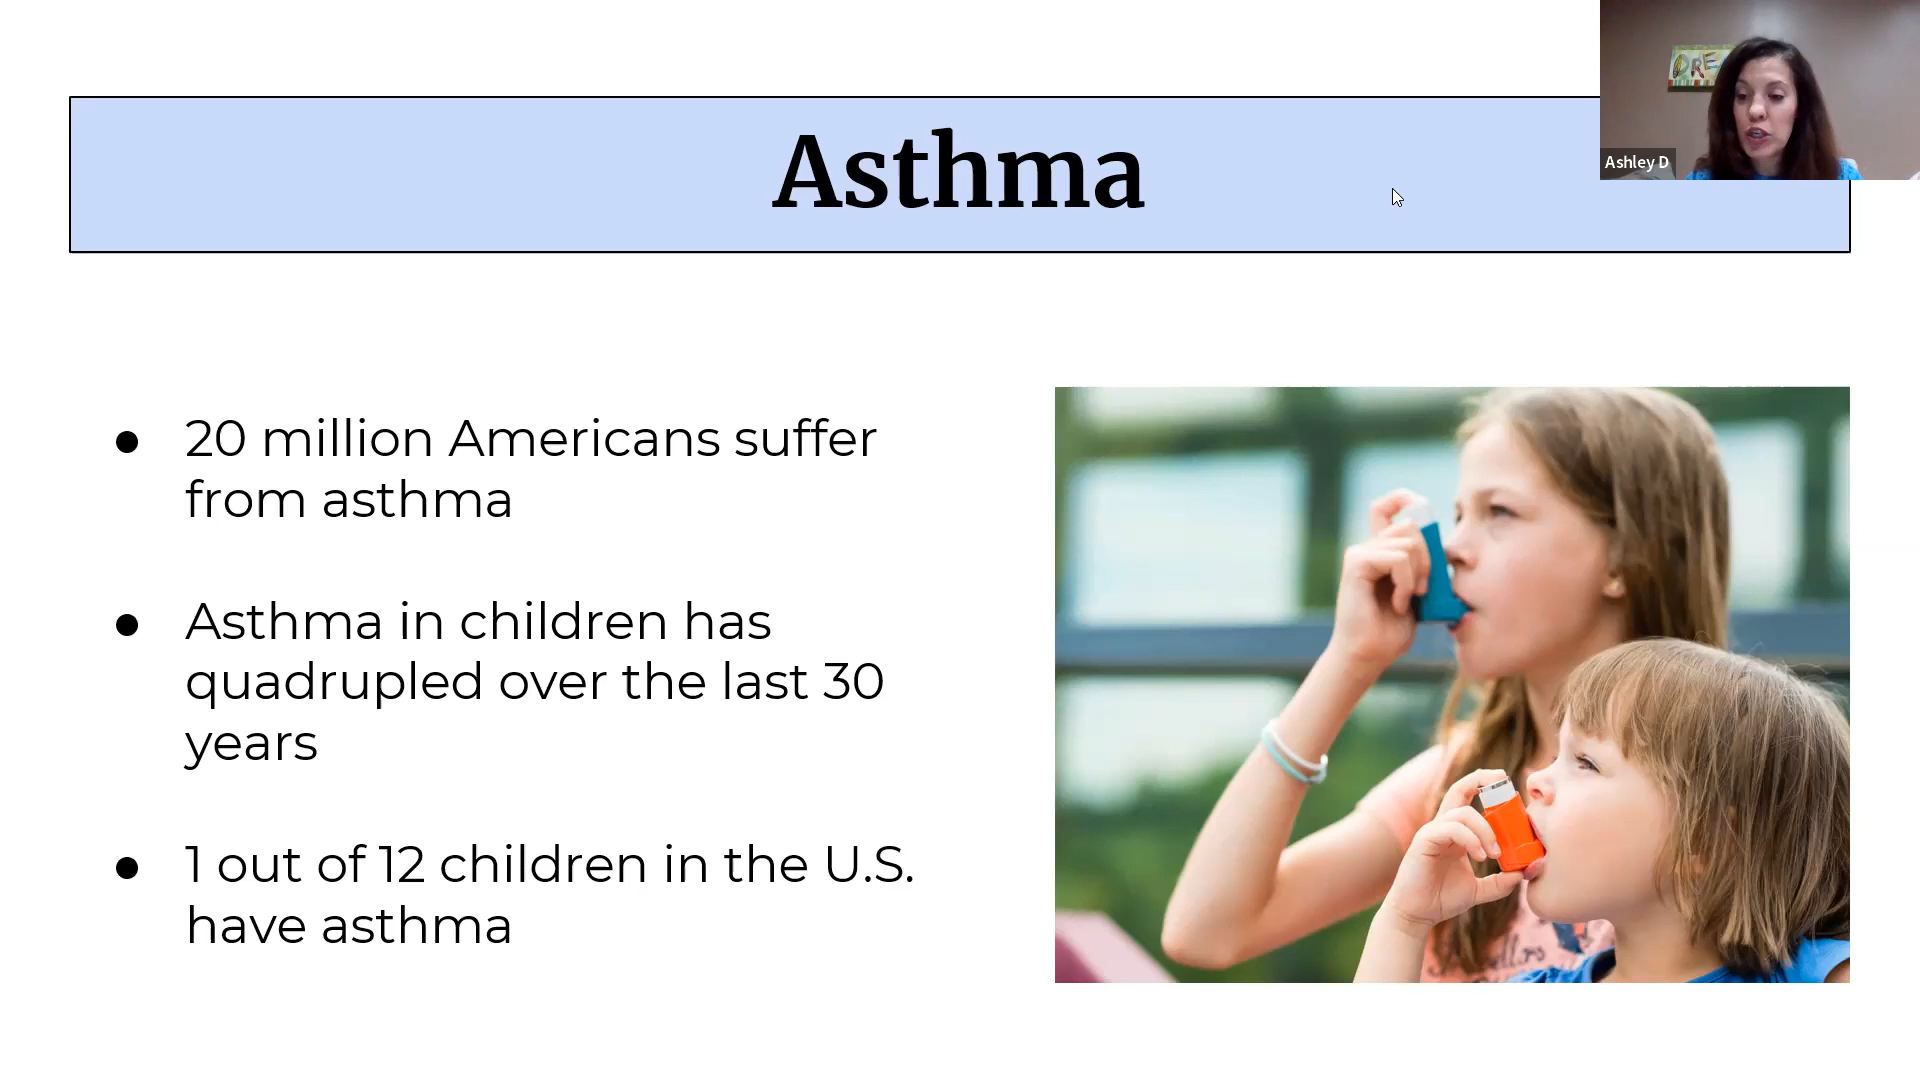 DRE
Ashley D
Asthma
● 20 million Americans suffer
from asthma
● Asthma in children has
quadrupled over the last 30
years
● 1 out of 12 children in the U.S.
have asthma